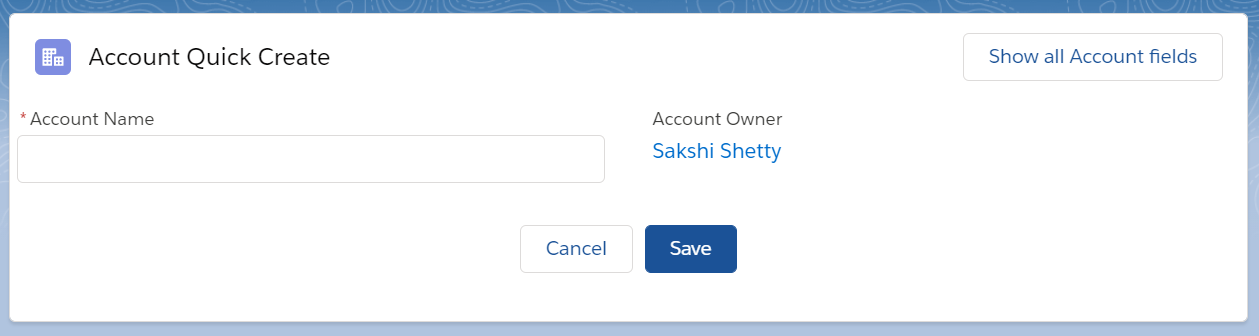 Account Quick Create
Show all Account fields
* Account Name
Account Owner
Sakshi Shetty
Cancel
Save